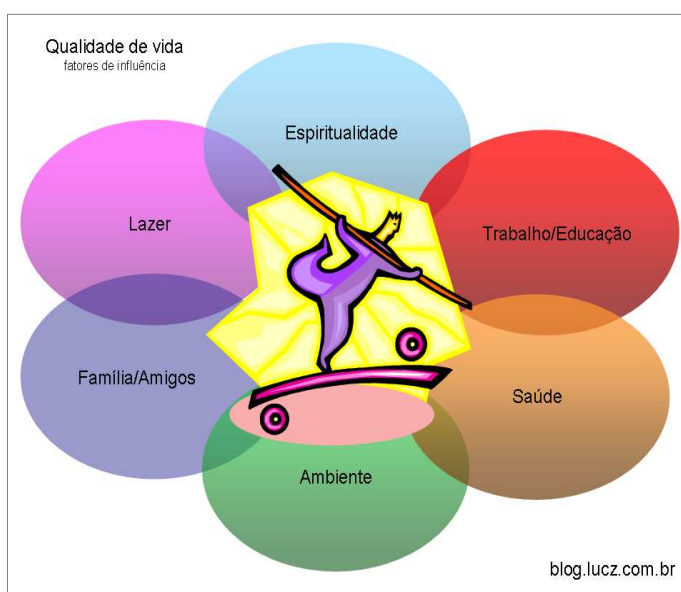 Qualidade de vida
fatores de influência
Espiritualidade
Lazer
Trabalho/Educação
Família/Amigos
Saúde
Ambiente
blog.lucz.com.br